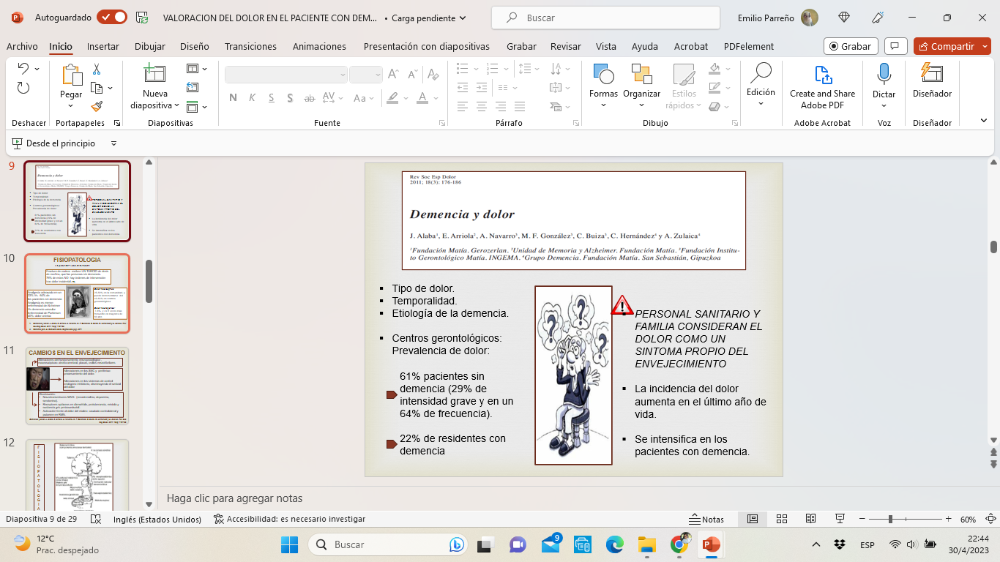 Autoguardado
VALORACION DEL DOLOR EN EL PACIENTE CON DEM... • Carga pendiente
Buscar
Emilio Parreño
Archivo Inicio Insertar Dibujar Diseño Transiciones Animaciones Presentación con diapositivas Grabar Revisar Vista Ayuda Acrobat PDFelement
Grabar
Compartir
Pegar
Nueva
diapositiva
N K S S ab AV Aa A
Formas Organizar Estilos
rápidos
Edición
Create and Share
Adobe PDF
Dictar
Diseñador
Deshacer Portapapeles Diapositivas Fuente Párrafo Dibujo Adobe Acrobat Voz Diseñador
Desde el principio
9
Demencia y dolor
10
FISIOPATOLOGIA
11
CAMBIOS EN EL ENVEJECIMIENTO
12
Rev Soc Esp Dolor
2011; 18(3): 176-186
Demencia y dolor
J. Alaba¹, E. Arriola², A. Navarro³, M. F. González³, C. Buiza³, C. Hernández⁴ y A. Zulaica⁴
¹Fundación Matía. Gerozerlan. ²Unidad de Memoria y Alzheimer. Fundación Matía. ³Fundación Institu-
to Gerontológico Matía. INGEMA. ⁴Grupo Demencia. Fundación Matía. San Sebastián, Gipuzkoa
▪ Tipo de dolor.
▪ Temporalidad.
▪ Etiología de la demencia.
▪ Centros gerontológicos:
Prevalencia de dolor:
61% pacientes sin
demencia (29% de
intensidad grave y en un
64% de frecuencia).
22% de residentes con
demencia
▪ PERSONAL SANITARIO Y
FAMILIA CONSIDERAN EL
DOLOR COMO UN
SINTOMA PROPIO DEL
ENVEJECIMIENTO
▪ La incidencia del dolor
aumenta en el último año de
vida.
▪ Se intensifica en los
pacientes con demencia.
Haga clic para agregar notas
Diapositiva 9 de 29 Inglés (Estados Unidos) Accesibilidad: es necesario investigar
Notas
60%
12°C
Prac. despejado
Buscar
9
ESP
22:44
30/4/2023